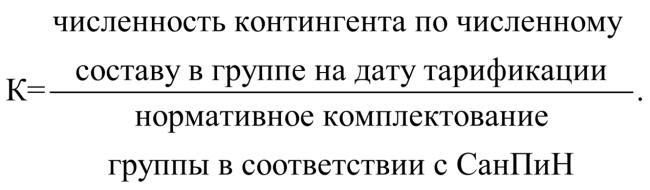 численность контингента по численному
составу в группе на дату тарификации
К= .
нормативное комплектование
группы в соответствии с СанПиН